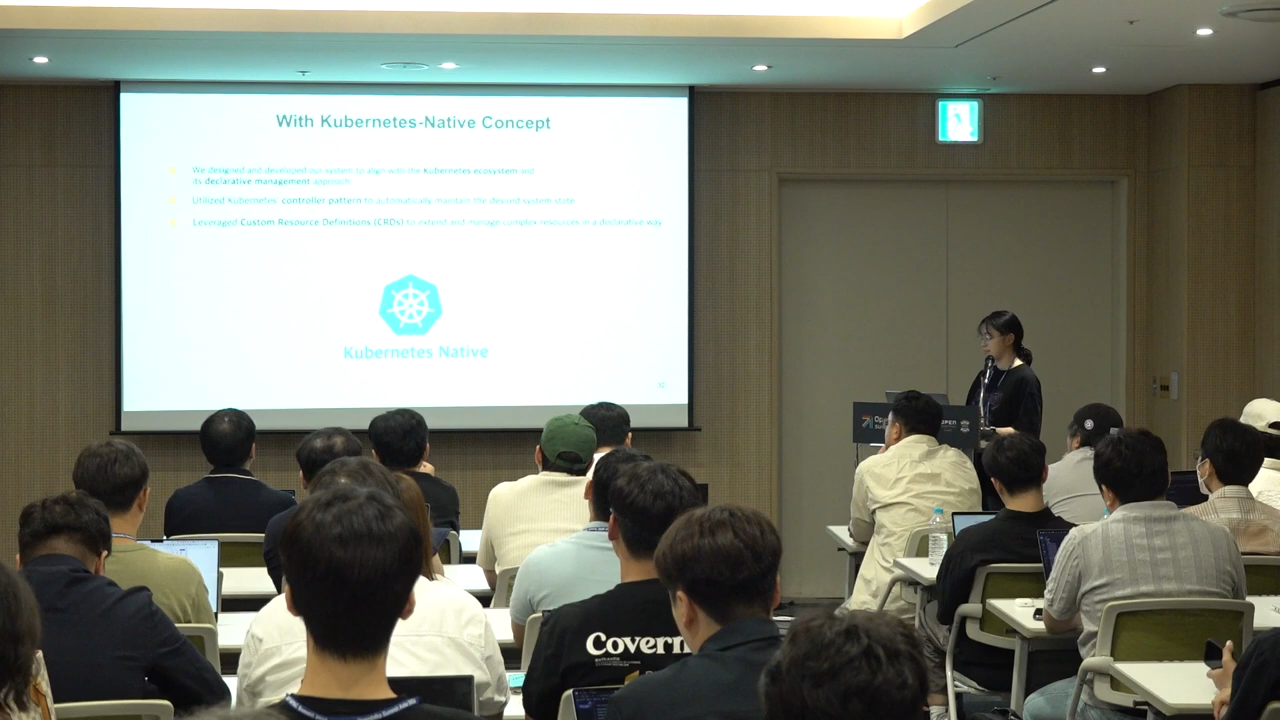 With Kubernetes-Native Concept
We designed and developed our system to align with the Kubernetes ecosystem and
its declarative management approach
Utilized Kubernetes' controller pattern to automatically maintain the desired system state
Leveraged Custom Resource Definitions (CRDs) to extend and manage complex resources in a declarative way
Kubernetes Native
Covern